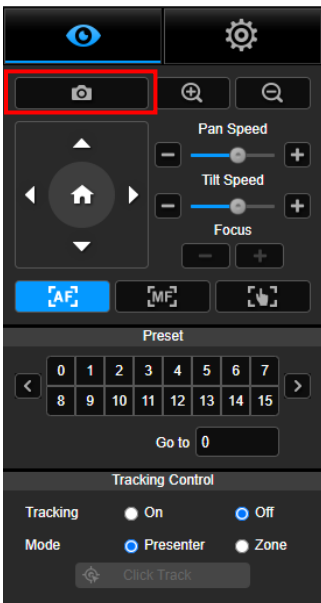 Pan Speed
Tilt Speed
Focus
AF
MF
Preset
0 1 2 3 4 5 6 7
8 9 10 11 12 13 14 15
Go to 0
Tracking Control
Tracking On Off
Mode Presenter Zone
Click Track